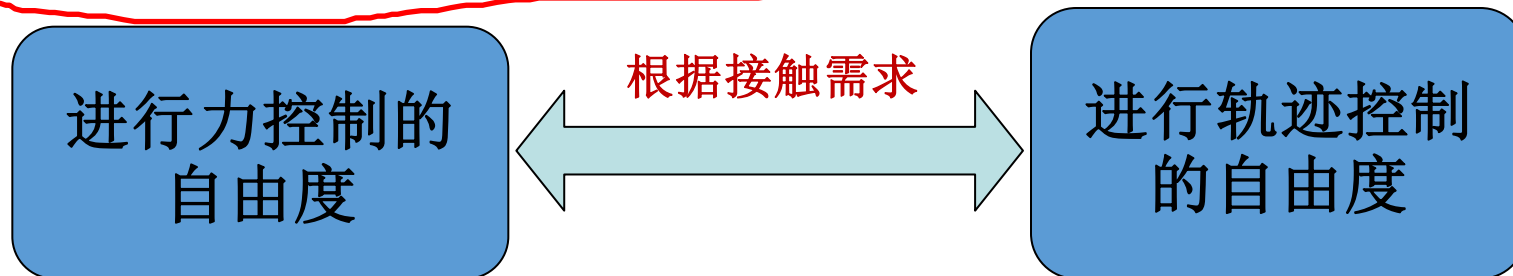 根据接触需求
进行力控制的
自由度
进行轨迹控制
的自由度